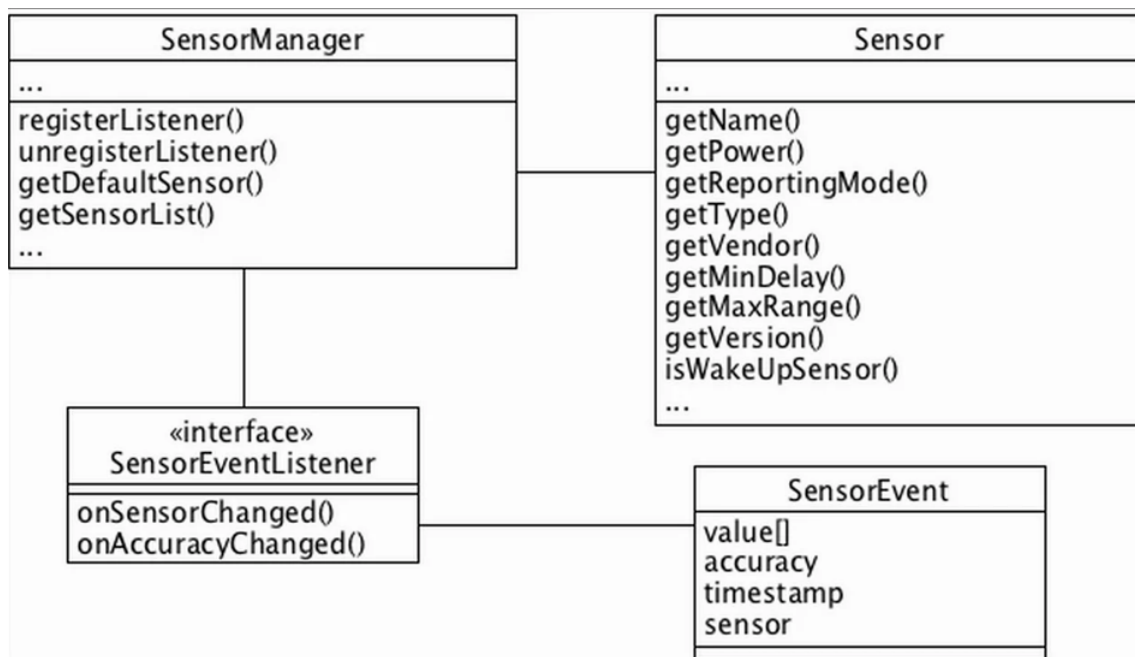 SensorManager
...
registerListener()
unregisterListener()
getDefaultSensor()
getSensorList()
...
Sensor
...
getName()
getPower()
getReportingMode()
getType()
getVendor()
getMinDelay()
getMaxRange()
getVersion()
isWakeUpSensor()
...
«interface»
SensorEventListener
onSensorChanged()
onAccuracyChanged()
SensorEvent
value[]
accuracy
timestamp
sensor